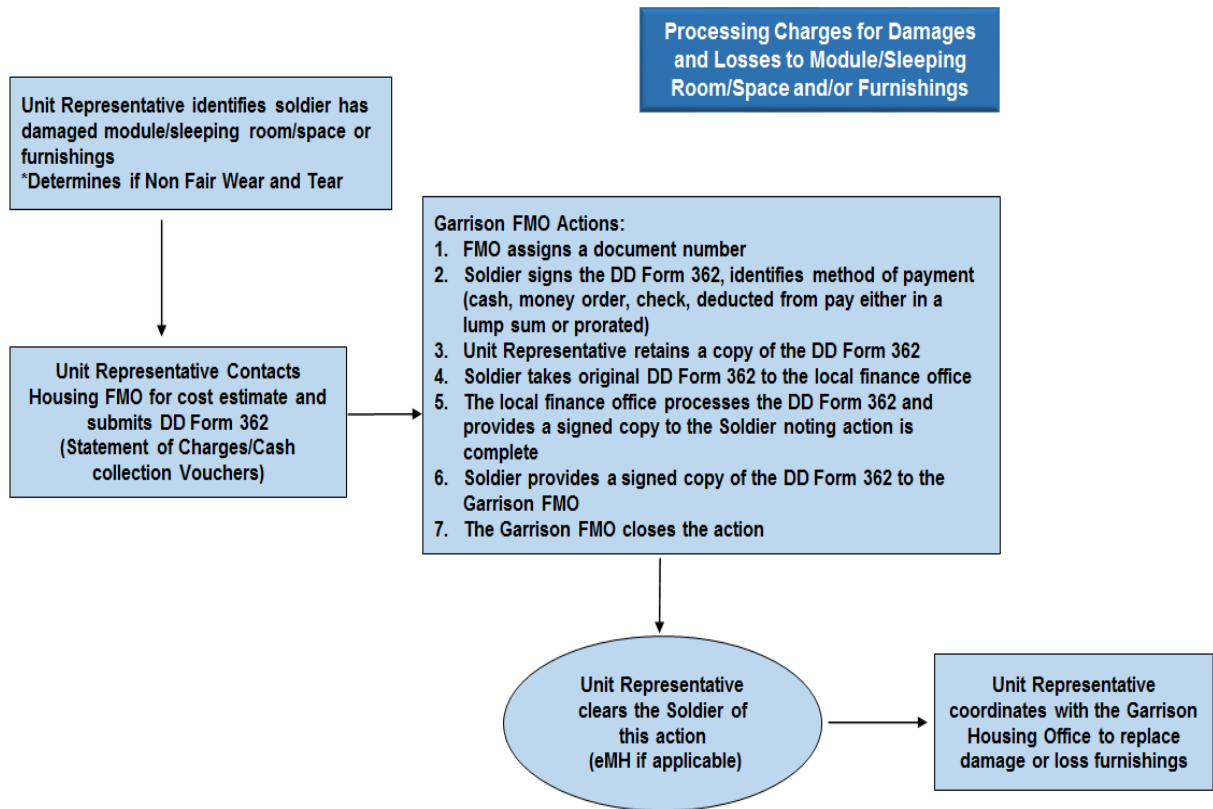 Processing Charges for Damages
and Losses to Module/Sleeping
Room/Space and/or Furnishings
Unit Representative identifies soldier has
damaged module/sleeping room/space or
furnishings
*Determines if Non Fair Wear and Tear
Unit Representative Contacts
Housing FMO for cost estimate and
submits DD Form 362
(Statement of Charges/Cash
collection Vouchers)
Garrison FMO Actions:
1. FMO assigns a document number
2. Soldier signs the DD Form 362, identifies method of payment
(cash, money order, check, deducted from pay either in a
lump sum or prorated)
3. Unit Representative retains a copy of the DD Form 362
4. Soldier takes original DD Form 362 to the local finance office
5. The local finance office processes the DD Form 362 and
provides a signed copy to the Soldier noting action is
complete
6. Soldier provides a signed copy of the DD Form 362 to the
Garrison FMO
7. The Garrison FMO closes the action
Unit Representative
clears the Soldier of
this action
(eMH if applicable)
Unit Representative
coordinates with the Garrison
Housing Office to replace
damage or loss furnishings